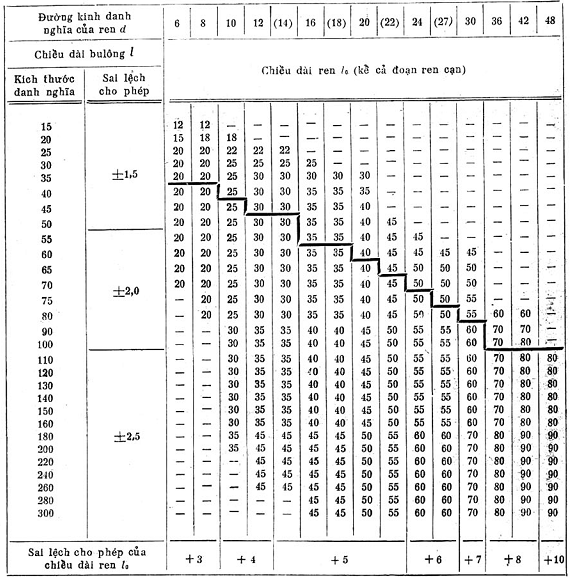 Đường kính danh nghĩa của ren d 6 8 10 12 (14) 16 (18) 20 (22) 24 (27) 30 36 42 48
Chiều dài bulông l
Chiều dài ren l₀ (kể cả đoạn ren cạn)
Kích thước danh nghĩa
Sai lệch cho phép
15 12 12 — — — — — — — — — — — — —
20 15 18 18 — — — — — — — — — — — —
25 20 20 22 22 22 — — — — — — — — — —
30 20 20 25 25 25 25 — — — — — — — — —
35 ±1,5 20 20 25 30 30 30 30 30 — — — — — — —
40 20 20 25 30 30 35 35 35 — — — — — — —
45 20 20 25 30 30 35 35 40 — — — — — — —
50 20 20 25 30 30 35 35 40 45 — — — — — —
55 20 20 25 30 30 35 35 40 45 45 — — — — —
60 20 20 25 30 30 35 35 40 45 45 45 45 — — —
65 20 20 25 30 30 35 35 40 45 50 50 50 — — —
70 ±2,0 20 20 25 30 30 35 35 40 45 50 50 50 — — —
75 — 20 25 30 30 35 35 40 45 50 50 55 — — —
80 — 20 25 30 30 35 35 40 45 50 50 55 60 60 —
90 — — 30 35 35 40 40 45 50 55 55 60 70 70 —
100 — — 30 35 35 40 40 45 50 55 55 60 70 80 —
110 — — 30 35 35 40 40 45 50 55 55 60 70 80 80
120 — — 30 35 35 40 40 45 50 55 55 60 70 80 80
130 — — 30 35 35 40 40 45 50 55 55 60 70 80 80
140 — — 30 35 35 40 40 45 50 55 55 60 70 80 80
150 — — 30 35 35 40 40 45 50 55 55 60 70 80 80
160 — — 30 35 35 40 40 45 50 55 55 60 70 80 80
180 ±2,5 — — 35 45 45 45 45 50 55 60 60 70 80 90 90
200 — — 35 45 45 45 45 50 55 60 60 70 80 90 90
220 — — — 45 45 45 45 50 55 60 60 70 80 90 90
240 — — — 45 45 45 45 50 55 60 60 70 80 90 90
260 — — — 45 45 45 45 50 55 60 60 70 80 90 90
280 — — — — — 45 45 50 55 60 60 70 80 90 90
300 — — — — — 45 45 50 55 60 60 70 80 90 90
Sai lệch cho phép của chiều dài ren l₀ +3 +4 +5 +6 +7 +8 +10